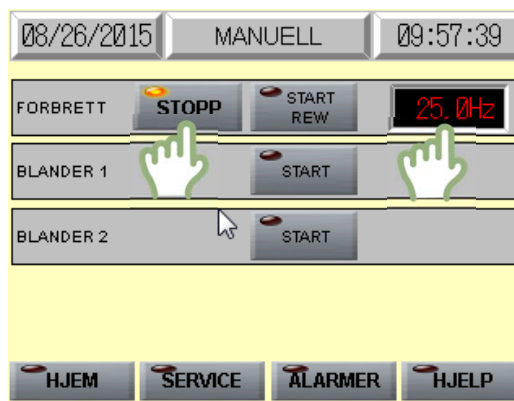 08/26/2015 MANUELL 09:57:39
FORBRETT STOPP START REW 25.0Hz
BLANDER 1 START
BLANDER 2 START
HJEM SERVICE ALARMER HJELP